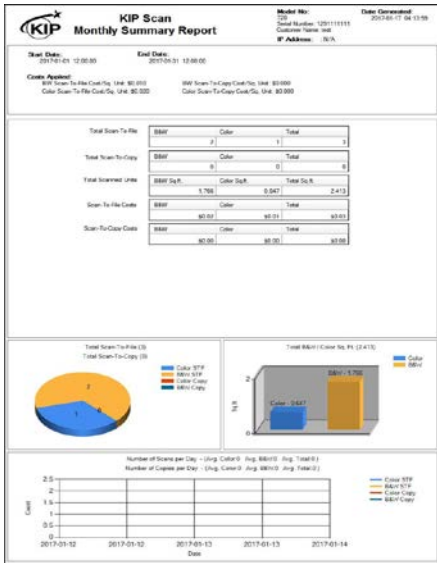 KIP
KIP Scan
Monthly Summary Report
Model No:
720
Serial Number: 1291111111
Customer Name: test
IP Address: N/A
Date Generated:
2017-01-17 04:13:59
Start Date:
2017-01-01 12:00:00
End Date:
2017-01-31 12:00:00
Costs Applied:
BW Scan-To-File Cost/Sq. Unit: $0.010
BW Scan-To-Copy Cost/Sq. Unit: $0.000
Color Scan-To-File Cost/Sq. Unit: $0.020
Color Scan-To-Copy Cost/Sq. Unit: $0.000
Total Scan-To-File
B&W Color Total
2 1 3
Total Scan-To-Copy
B&W Color Total
0 0 0
Total Scanned Units
B&W Sq.ft. Color Sq.ft. Total Sq.ft.
1.766 0.647 2.413
Scan-To-File Costs
B&W Color Total
$0.02 $0.01 $0.03
Scan-To-Copy Costs
B&W Color Total
$0.00 $0.00 $0.00
Total Scan-To-File (3)
Total Scan-To-Copy (0)
2
1
0
Color STF
B&W STF
Color Copy
B&W Copy
Total B&W / Color Sq. Ft. (2.413)
Color
B&W
2
0
Sq.ft
Color - 0.647
B&W - 1.766
Number of Scans per Day - (Avg. Color:0 Avg. B&W:0 Avg. Total:0 )
Number of Copies per Day - (Avg. Color:0 Avg. B&W:0 Avg. Total:0 )
2.5
2
1.5
1
0.5
0
Count
2017-01-12 2017-01-12 2017-01-13 2017-01-13 2017-01-14
Date
Color STF
B&W STF
Color Copy
B&W Copy